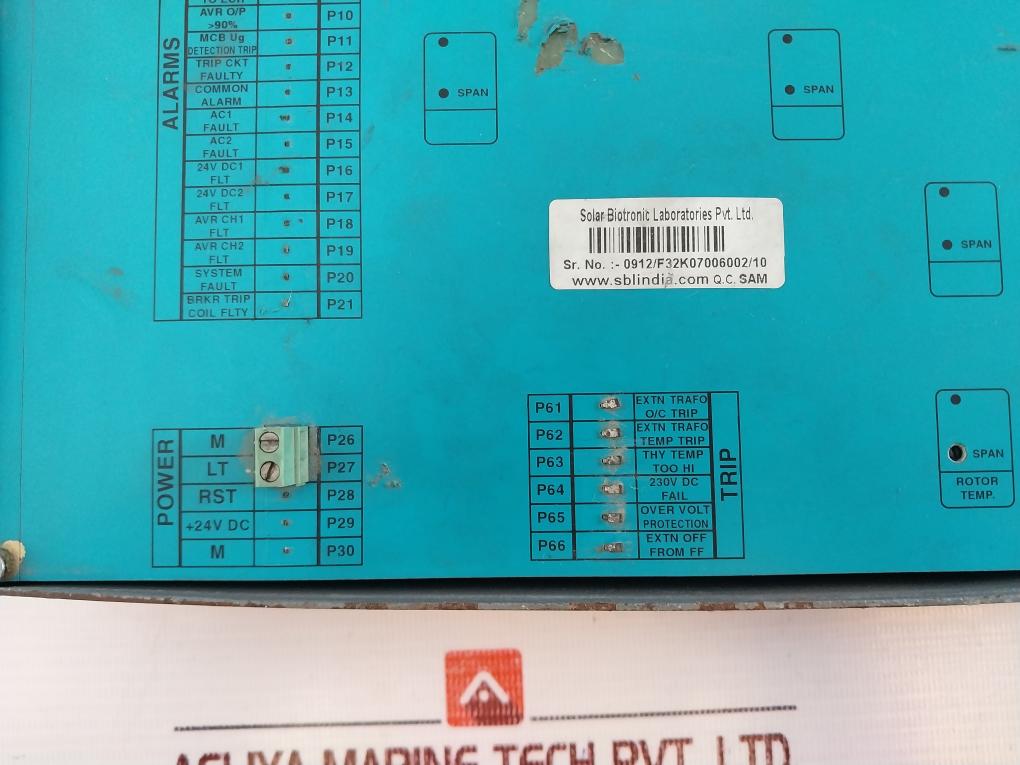 ALARMS
AVR O/P
>90%
P10
MCB Ug
DETECTION TRIP
P11
TRIP CKT
FAULTY
P12
COMMON
ALARM
P13
AC1
FAULT
P14
AC2
FAULT
P15
24V DC1
FLT
P16
24V DC2
FLT
P17
AVR CH1
FLT
P18
AVR CH2
FLT
P19
SYSTEM
FAULT
P20
BRKR TRIP
COIL FLTY
P21
SPAN
SPAN
SPAN
Solar Biotronic Laboratories Pvt. Ltd.
Sr. No. :- 0912/F32K07006002/10
www.sblindia.com Q.C. SAM
POWER
M
P26
LT
P27
RST
P28
+24V DC
P29
M
P30
P61
EXTN TRAFO
O/C TRIP
P62
EXTN TRAFO
TEMP TRIP
P63
THY TEMP
TOO HI
P64
230V DC
FAIL
P65
OVER VOLT
PROTECTION
P66
EXTN OFF
FROM FF
TRIP
SPAN
ROTOR
TEMP.
MARINE TECH PVT. LTD